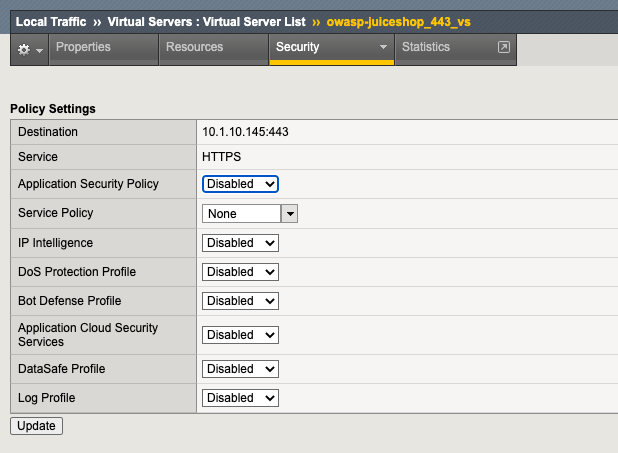 Local Traffic ›› Virtual Servers : Virtual Server List ›› owasp-juiceshop_443_vs
Properties Resources Security Statistics
Policy Settings
Destination 10.1.10.145:443
Service HTTPS
Application Security Policy Disabled
Service Policy None
IP Intelligence Disabled
DoS Protection Profile Disabled
Bot Defense Profile Disabled
Application Cloud Security
Services Disabled
DataSafe Profile Disabled
Log Profile Disabled
Update